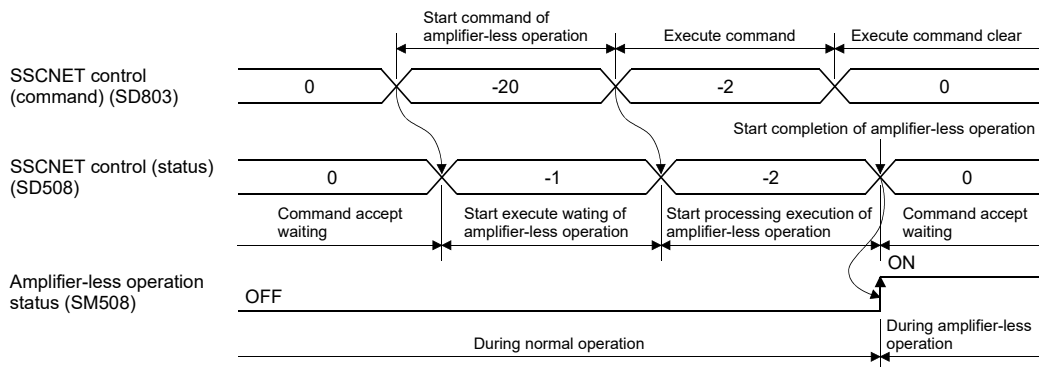 Start command of
amplifier-less operation
Execute command
Execute command clear
SSCNET control
(command) (SD803)
0
-20
-2
0
Start completion of amplifier-less operation
SSCNET control (status)
(SD508)
0
-1
-2
0
Command accept
waiting
Start execute wating of
amplifier-less operation
Start processing execution of
amplifier-less operation
Command accept
waiting
Amplifier-less operation
status (SM508)
OFF
ON
During normal operation
During amplifier-less
operation